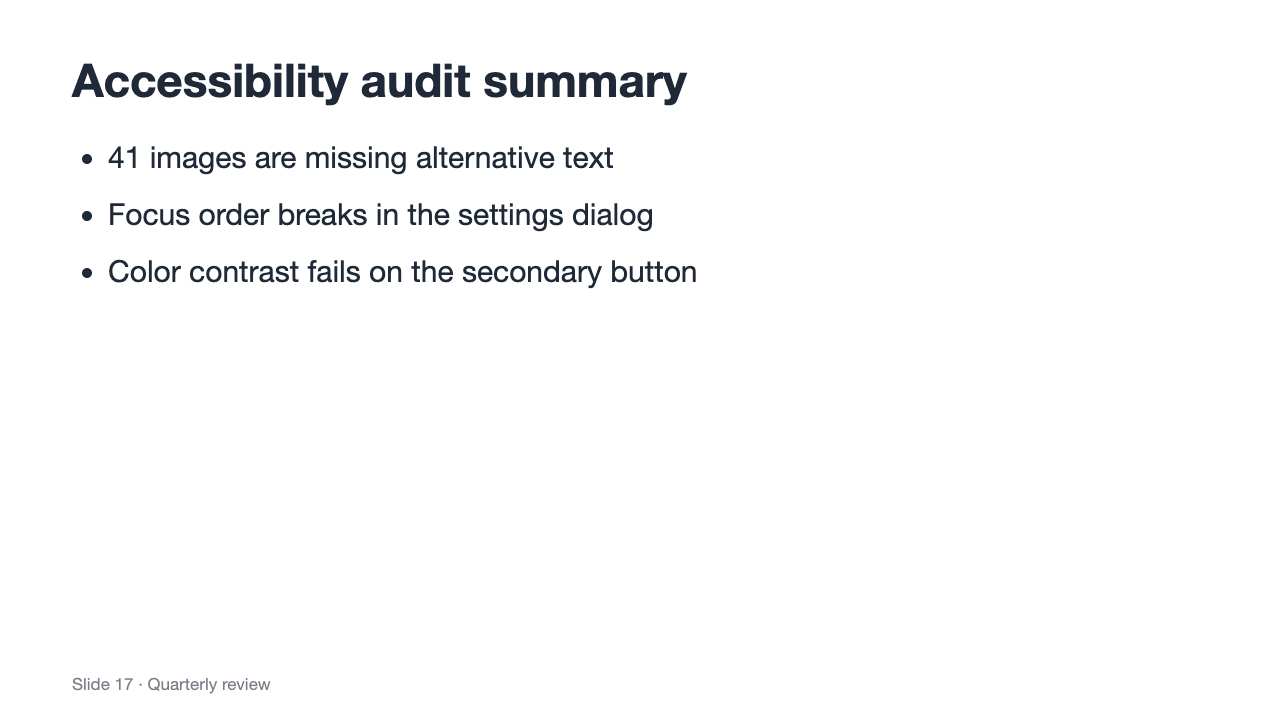 Accessibility audit summary
• 41 images are missing alternative text
• Focus order breaks in the settings dialog
• Color contrast fails on the secondary button
Slide 17 · Quarterly review